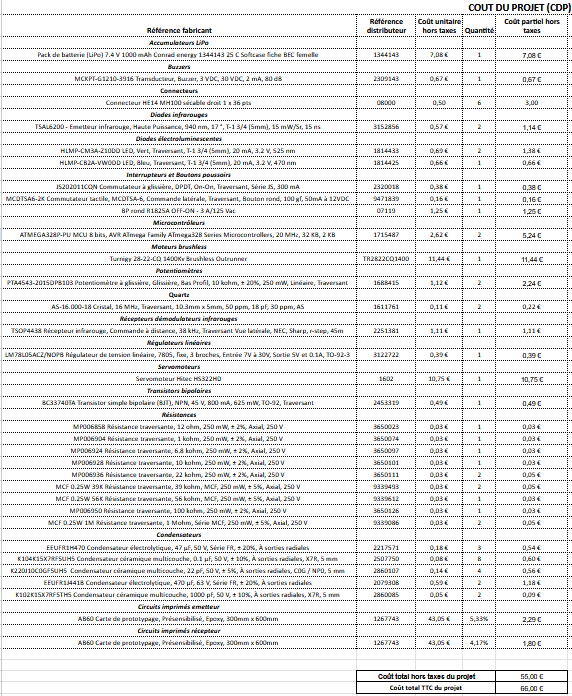 COUT DU PROJET (CDP)
Référence fabricant Référence distributeur Coût unitaire hors taxes Quantité Coût partiel hors taxes
Accumulateurs LiPo
Pack de batterie (LiPo) 7.4 V 1000 mAh Conrad energy 1344143 25 C Softcase fiche BEC femelle 1344143 7,08 € 1 7,08 €
Buzzers
MCKPT-G1210-3916 Transducteur, Buzzer, 3 VDC, 30 VDC, 2 mA, 80 dB 2309143 0,67 € 1 0,67 €
Connecteurs
Connecteur HE14 MH100 sécable droit 1 x 36 pts 08000 0,50 6 3,00
Diodes infrarouges
TSAL6200 - Emetteur infrarouge, Haute Puissance, 940 nm, 17 °, T-1 3/4 (5mm), 15 mW/Sr, 15 ns 3152856 0,57 € 2 1,14 €
Diodes électroluminescentes
HLMP-CM3A-Z10DD LED, Vert, Traversant, T-1 3/4 (5mm), 20 mA, 3.2 V, 525 nm 1814433 0,69 € 2 1,38 €
HLMP-CB2A-VW0DD LED, Bleu, Traversant, T-1 3/4 (5mm), 20 mA, 3.2 V, 470 nm 1814425 0,66 € 1 0,66 €
Interrupteurs et Boutons poussoirs
JS202011CQN Commutateur à glissière, DPDT, On-On, Traversant, Série JS, 300 mA 2320018 0,38 € 1 0,38 €
MCDTSA6-2K Commutateur tactile, MCDTSA-6, Commande latérale, Traversant, Bouton rond, 100 gf, 50mA à 12VDC 9471839 0,16 € 1 0,16 €
BP rond R1825A OFF-ON - 3 A/125 Vac 07119 1,25 € 1 1,25 €
Microcontrôleurs
ATMEGA328P-PU MCU 8 bits, AVR ATmega Family ATmega328 Series Microcontrollers, 20 MHz, 32 KB, 2 KB 1715487 2,62 € 2 5,24 €
Moteurs brushless
Turnigy 28-22-CQ 1400Kv Brushless Outrunner TR2822CQ1400 11,44 € 1 11,44 €
Potentiomètres
PTA4543-2015DPB103 Potentiomètre à glissière, Glissière, Bas Profil, 10 kohm, ± 20%, 250 mW, Linéaire, Traversant 1688415 1,12 € 2 2,24 €
Quartz
AS-16.000-18 Cristal, 16 MHz, Traversant, 10.3mm x 5mm, 50 ppm, 18 pF, 30 ppm, AS 1611761 0,11 € 2 0,22 €
Récepteurs démodulateurs infrarouges
TSOP4438 Récepteur infrarouge, Commande à distance, 38 kHz, Traversant Vue latérale, NEC, Sharp, r-step, 45m 2251381 1,11 € 1 1,11 €
Régulateurs linéaires
LM78L05ACZ/NOPB Régulateur de tension linéaire, 7805, fixe, 3 broches, Entrée 7V à 30V, Sortie 5V et 0.1A, TO-92-3 3122722 0,39 € 1 0,39 €
Servomoteurs
Servomoteur Hitec HS322HD 1602 10,75 € 1 10,75 €
Transistors bipolaires
BC33740TA Transistor simple bipolaire (BJT), NPN, 45 V, 800 mA, 625 mW, TO-92, Traversant 2453319 0,49 € 1 0,49 €
Résistances
MP006858 Résistance traversante, 12 ohm, 250 mW, ± 2%, Axial, 250 V 3650023 0,03 € 1 0,03 €
MP006904 Résistance traversante, 1 kohm, 250 mW, ± 2%, Axial, 250 V 3650074 0,03 € 1 0,03 €
MP006924 Résistance traversante, 6.8 kohm, 250 mW, ± 2%, Axial, 250 V 3650097 0,03 € 1 0,03 €
MP006928 Résistance traversante, 10 kohm, 250 mW, ± 2%, Axial, 250 V 3650101 0,03 € 1 0,03 €
MP006936 Résistance traversante, 22 kohm, 250 mW, ± 2%, Axial, 250 V 3650111 0,03 € 2 0,05 €
MCF 0.25W 39K Résistance traversante, 39 kohm, MCF, 250 mW, ± 5%, Axial, 250 V 9339493 0,03 € 2 0,05 €
MCF 0.25W 56K Résistance traversante, 56 kohm, MCF, 250 mW, ± 5%, Axial, 250 V 9339612 0,03 € 1 0,03 €
MP006950 Résistance traversante, 100 kohm, 250 mW, ± 2%, Axial, 250 V 3650126 0,03 € 1 0,03 €
MCF 0.25W 1M Résistance traversante, 1 Mohm, Série MCF, 250 mW, ± 5%, Axial, 250 V 9339086 0,03 € 2 0,05 €
Condensateurs
EEUFR1H470 Condensateur électrolytique, 47 µF, 50 V, Série FR, ± 20%, À sorties radiales 2217571 0,18 € 3 0,54 €
K104K15X7RF5UH5 Condensateur céramique multicouche, 0.1 µF, 50 V, ± 10%, À sorties radiales, X7R, 5 mm 2507750 0,08 € 8 0,60 €
K220J10C0GF5UH5 Condensateur céramique multicouche, 22 pF, 50 V, ± 5%, À sorties radiales, C0G / NP0, 5 mm 2860107 0,14 € 4 0,56 €
EEUFR1J441B Condensateur électrolytique, 470 µF, 63 V, Série FR, ± 20%, À sorties radiales 2079308 0,59 € 2 1,18 €
K102K15X7RF5TH5 Condensateur céramique multicouche, 1000 pF, 50 V, ± 10%, À sorties radiales, X7R, 5 mm 2860085 0,05 € 2 0,09 €
Circuits imprimés emetteur
AB60 Carte de prototypage, Présensibilisé, Epoxy, 300mm x 600mm 1267743 43,05 € 5,33% 2,29 €
Circuits imprimés récepteur
AB60 Carte de prototypage, Présensibilisé, Epoxy, 300mm x 600mm 1267743 43,05 € 4,17% 1,80 €
Coût total hors taxes du projet 55,00 €
Coût total TTC du projet 66,00 €